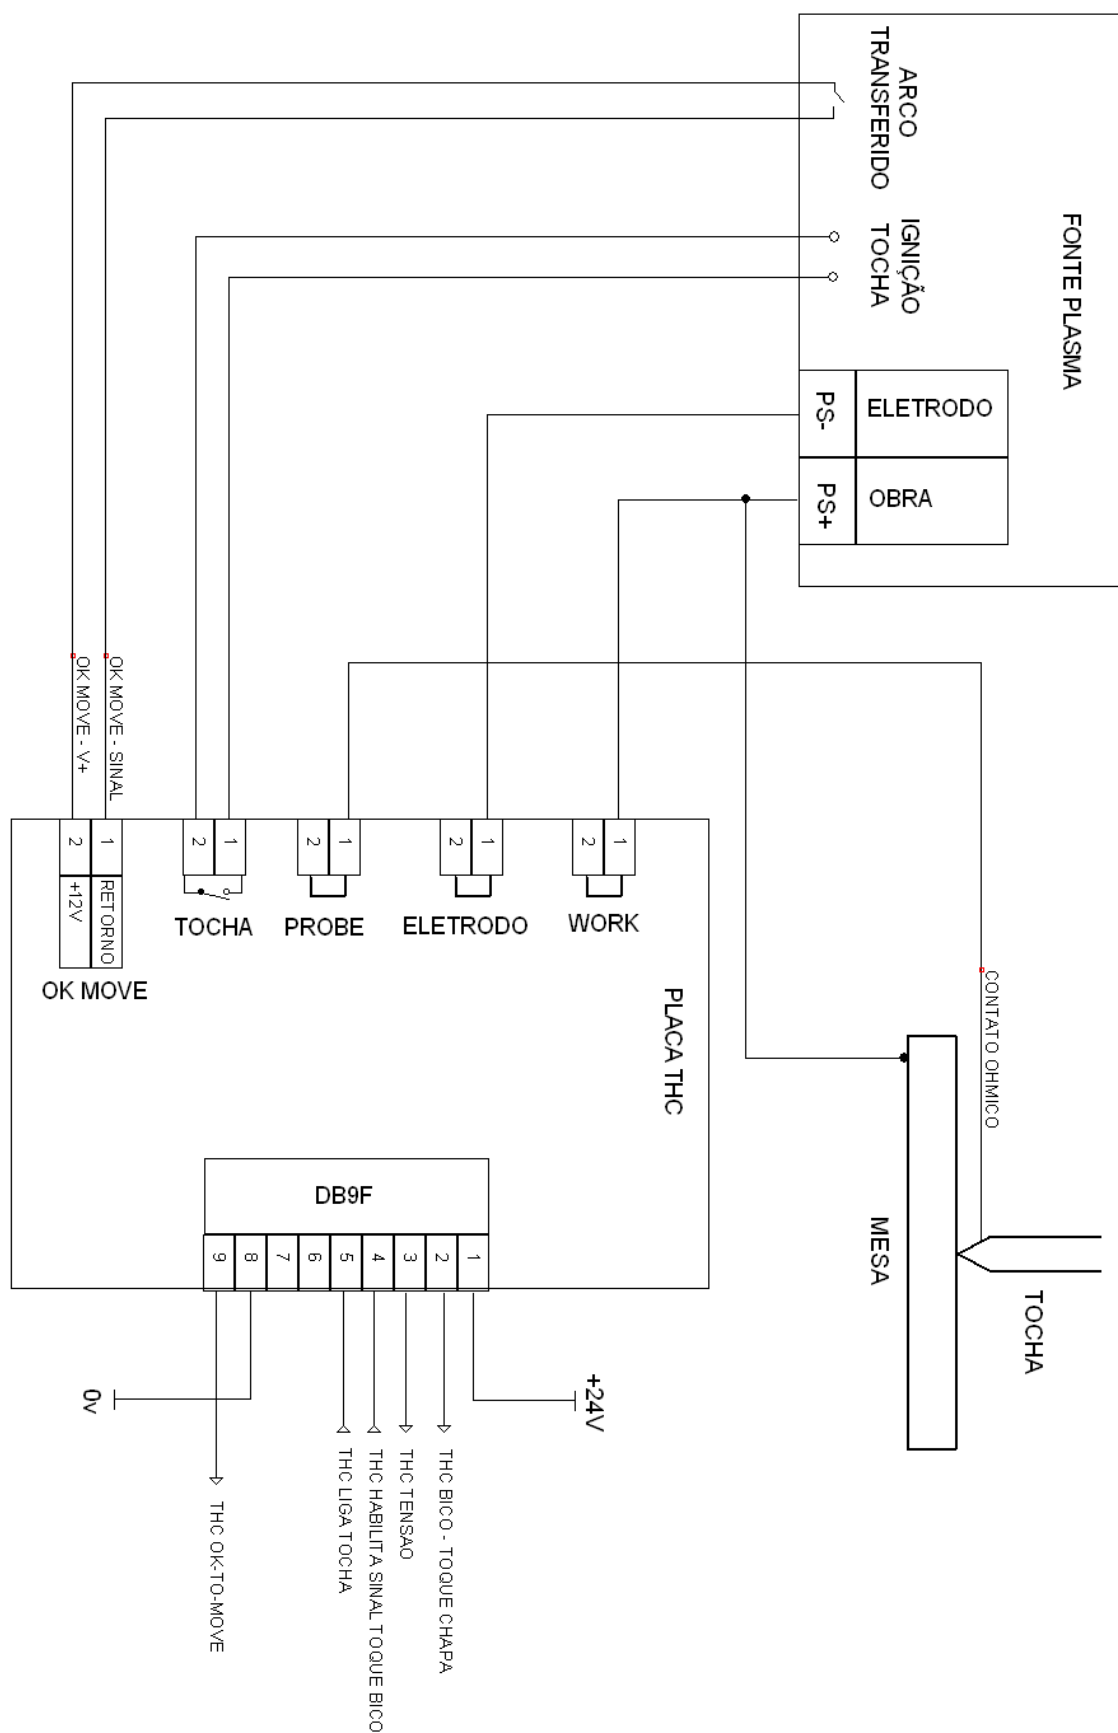 ARCO
TRANSFERIDO
IGNIÇÃO
TOCHA
FONTE PLASMA
PS-
ELETRODO
PS+
OBRA
OK MOVE - V+
OK MOVE - SINAL
2
1
2
1
2
1
2
1
2
1
+12V
RETORNO
OK MOVE
TOCHA
PROBE
ELETRODO
WORK
PLACA THC
CONTATO OHMICO
MESA
TOCHA
DB9F
9
8
7
6
5
4
3
2
1
0v
+24V
THC OK-TO-MOVE
THC LIGA TOCHA
THC HABILITA SINAL TOQUE BICO
THC TENSAO
THC BICO - TOQUE CHAPA